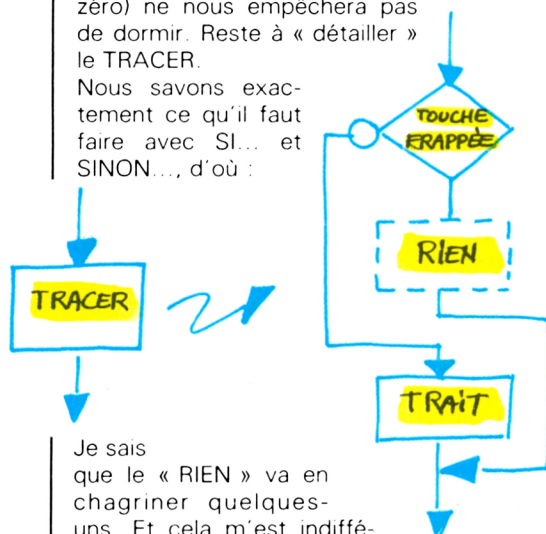 zéro) ne nous empêchera pas
de dormir. Reste à « détailler »
le TRACER.
Nous savons exac-
tement ce qu'il faut
faire avec SI... et
SINON..., d'où :
TRACER
TOUCHE
FRAPPÉE
RIEN
TRAiT
Je sais
que le « RIEN » va en
chagriner quelques-
uns. Et cela m'est indiffé-